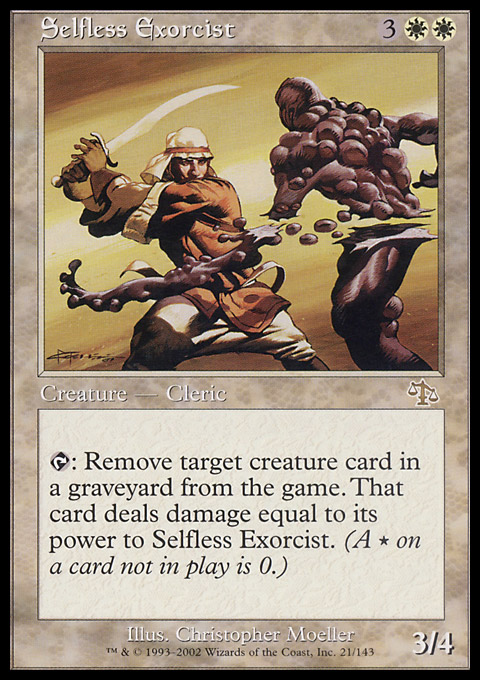 Selfless Exorcist 3
Creature — Cleric
: Remove target creature card in
a graveyard from the game. That
card deals damage equal to its
power to Selfless Exorcist. (A ★ on
a card not in play is 0.)
Illus. Christopher Moeller
™ & © 1993–2002 Wizards of the Coast, Inc. 21/143
3/4